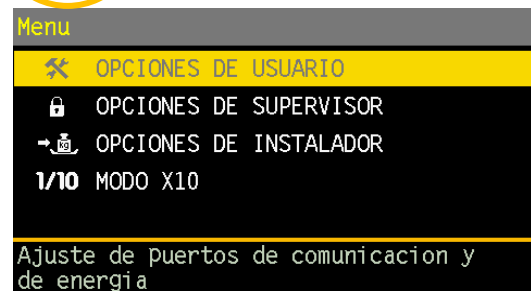 Menu
OPCIONES DE USUARIO
OPCIONES DE SUPERVISOR
kg OPCIONES DE INSTALADOR
1/10 MODO X10
Ajuste de puertos de comunicacion y
de energia